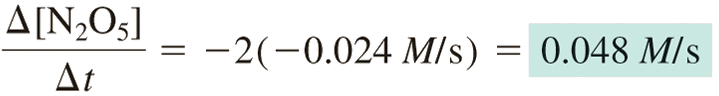 Δ[N₂O₅]
Δt = −2(−0.024 M/s) = 0.048 M/s